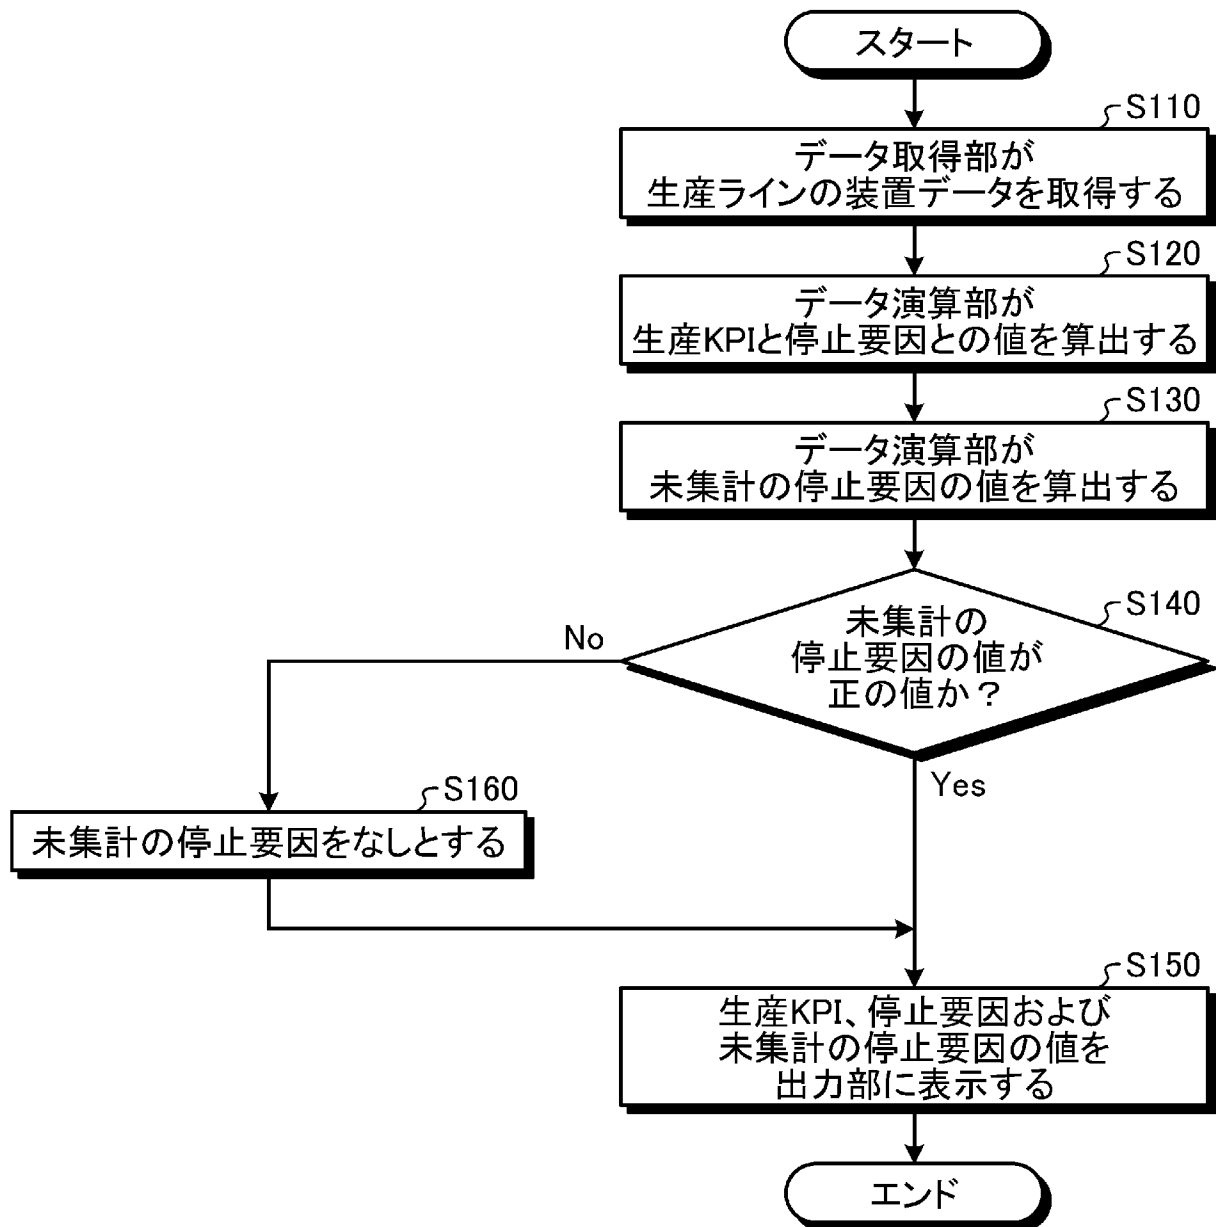 スタート
S110
データ取得部が
生産ラインの装置データを取得する
S120
データ演算部が
生産KPIと停止要因との値を算出する
S130
データ演算部が
未集計の停止要因の値を算出する
S140
未集計の
停止要因の値が
正の値か？
No
Yes
S160
未集計の停止要因をなしとする
S150
生産KPI、停止要因および
未集計の停止要因の値を
出力部に表示する
エンド